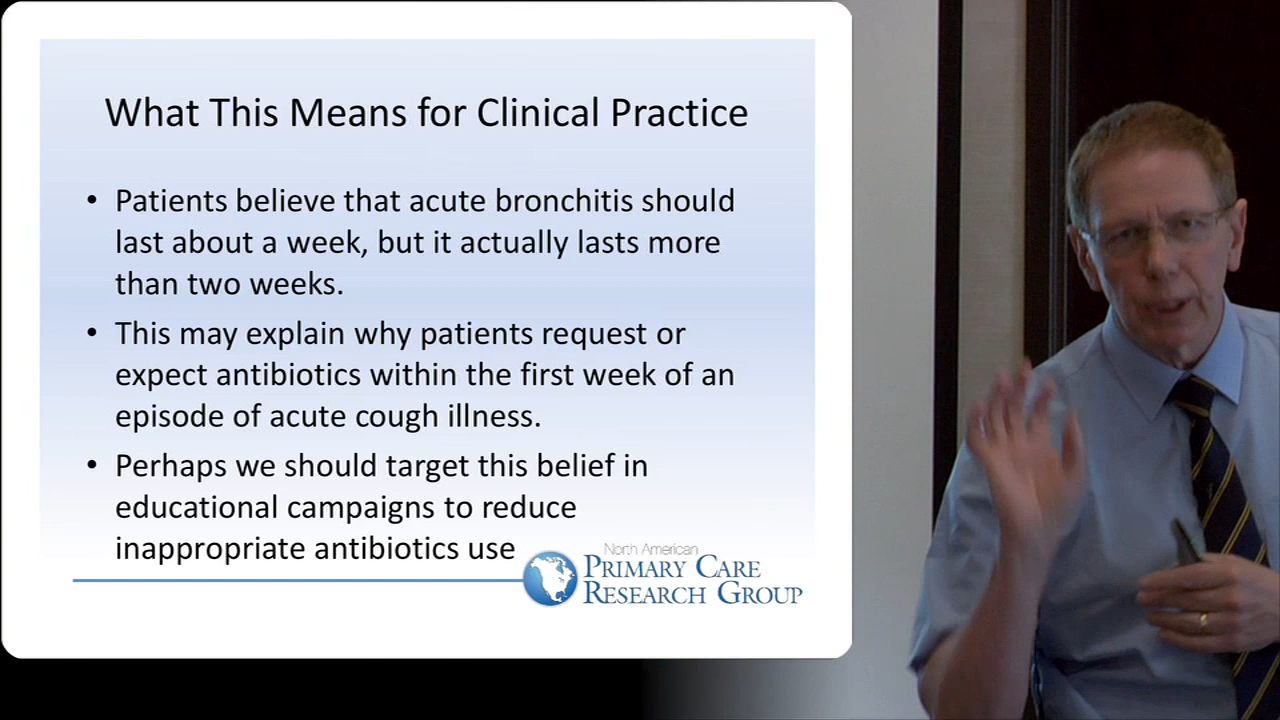 What This Means for Clinical Practice
• Patients believe that acute bronchitis should
last about a week, but it actually lasts more
than two weeks.
• This may explain why patients request or
expect antibiotics within the first week of an
episode of acute cough illness.
• Perhaps we should target this belief in
educational campaigns to reduce
inappropriate antibiotics use
North American
PRIMARY CARE
RESEARCH GROUP